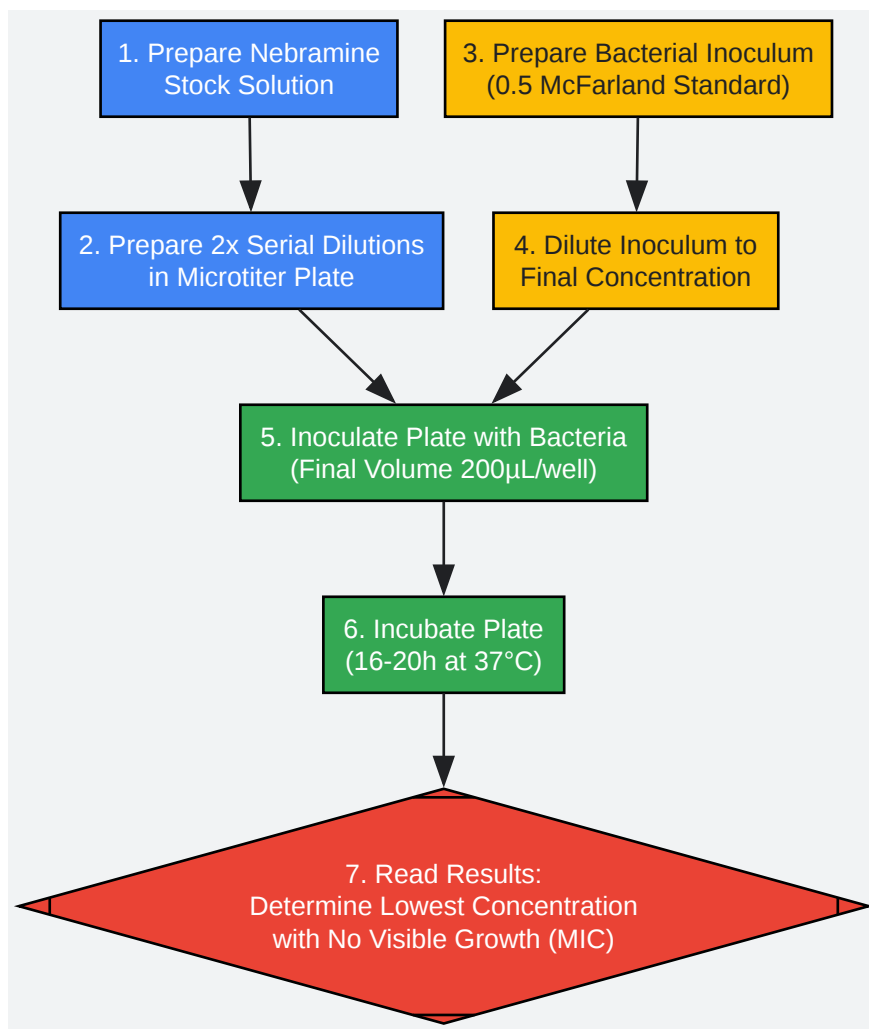 1. Prepare Nebramine
Stock Solution
3. Prepare Bacterial Inoculum
(0.5 McFarland Standard)
2. Prepare 2x Serial Dilutions
in Microtiter Plate
4. Dilute Inoculum to
Final Concentration
5. Inoculate Plate with Bacteria
(Final Volume 200µL/well)
6. Incubate Plate
(16-20h at 37°C)
7. Read Results:
Determine Lowest Concentration
with No Visible Growth (MIC)